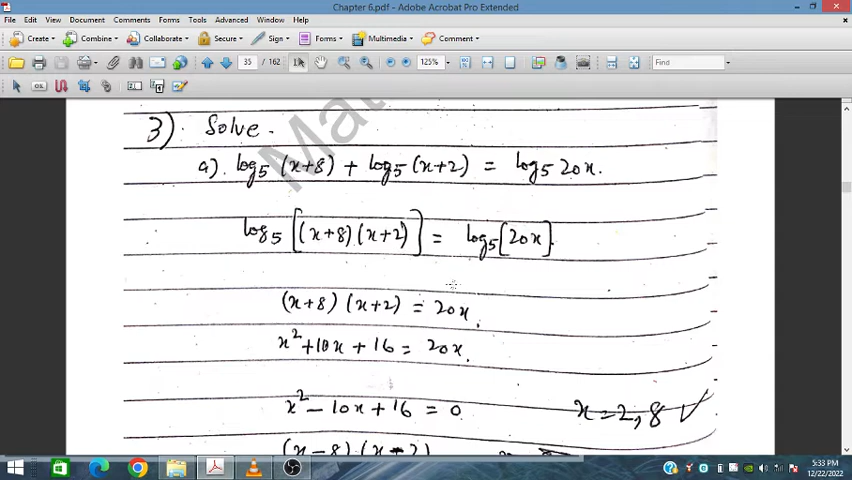 Chapter 6.pdf - Adobe Acrobat Pro Extended
File Edit View Document Comments Forms Tools Advanced Window Help
Create Combine Collaborate Secure Sign Forms Multimedia Comment
35 / 162 125% Find
3) Solve.
a). log5 (x+8) + log5 (x+2) = log5 20x.
log5 [(x+8)(x+2)] = log5 [20x].
(x+8) (x+2) = 20x.
x² +10x + 16 = 20x.
x² - 10x + 16 = 0
x = 2, 8 ✓
(x - 8) (x - 2)
5:33 PM
12/22/2022